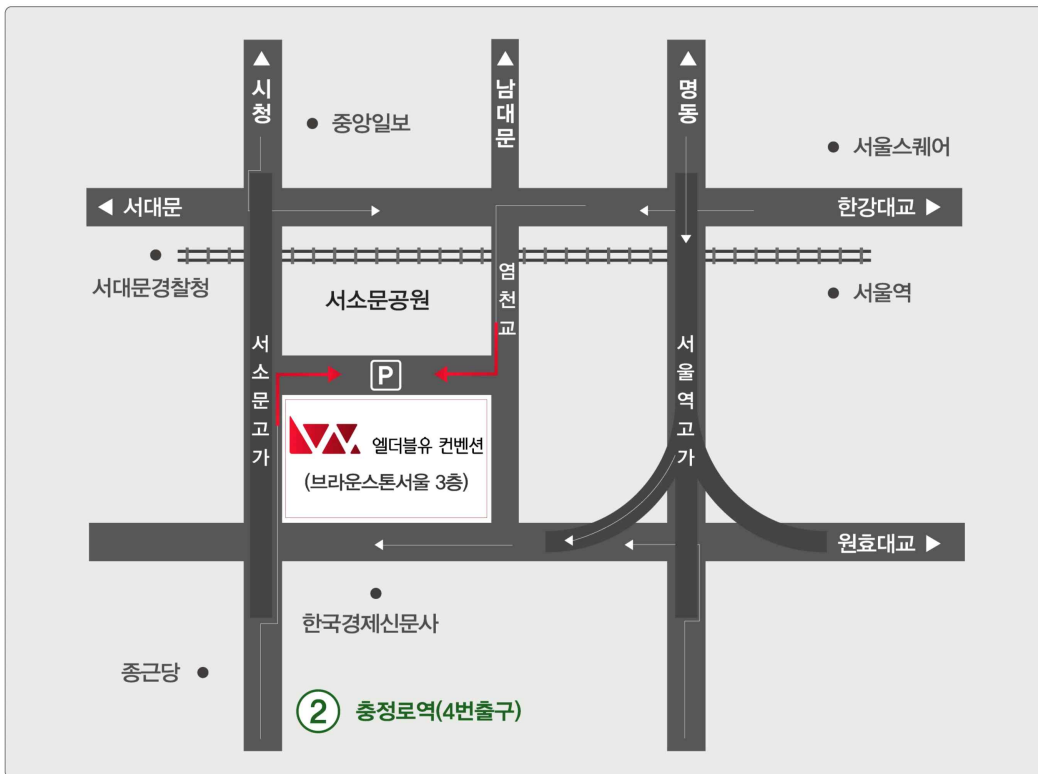 ▲ 시청
▲ 남대문
▲ 명동
중앙일보
서울스퀘어
◀ 서대문
한강대교 ▶
서대문경찰청
서소문공원
염천교
서울역
서소문고가
서울역고가
P
LW. 엘더블유 컨벤션
(브라운스톤서울 3층)
원효대교 ▶
한국경제신문사
종근당
② 충정로역(4번출구)